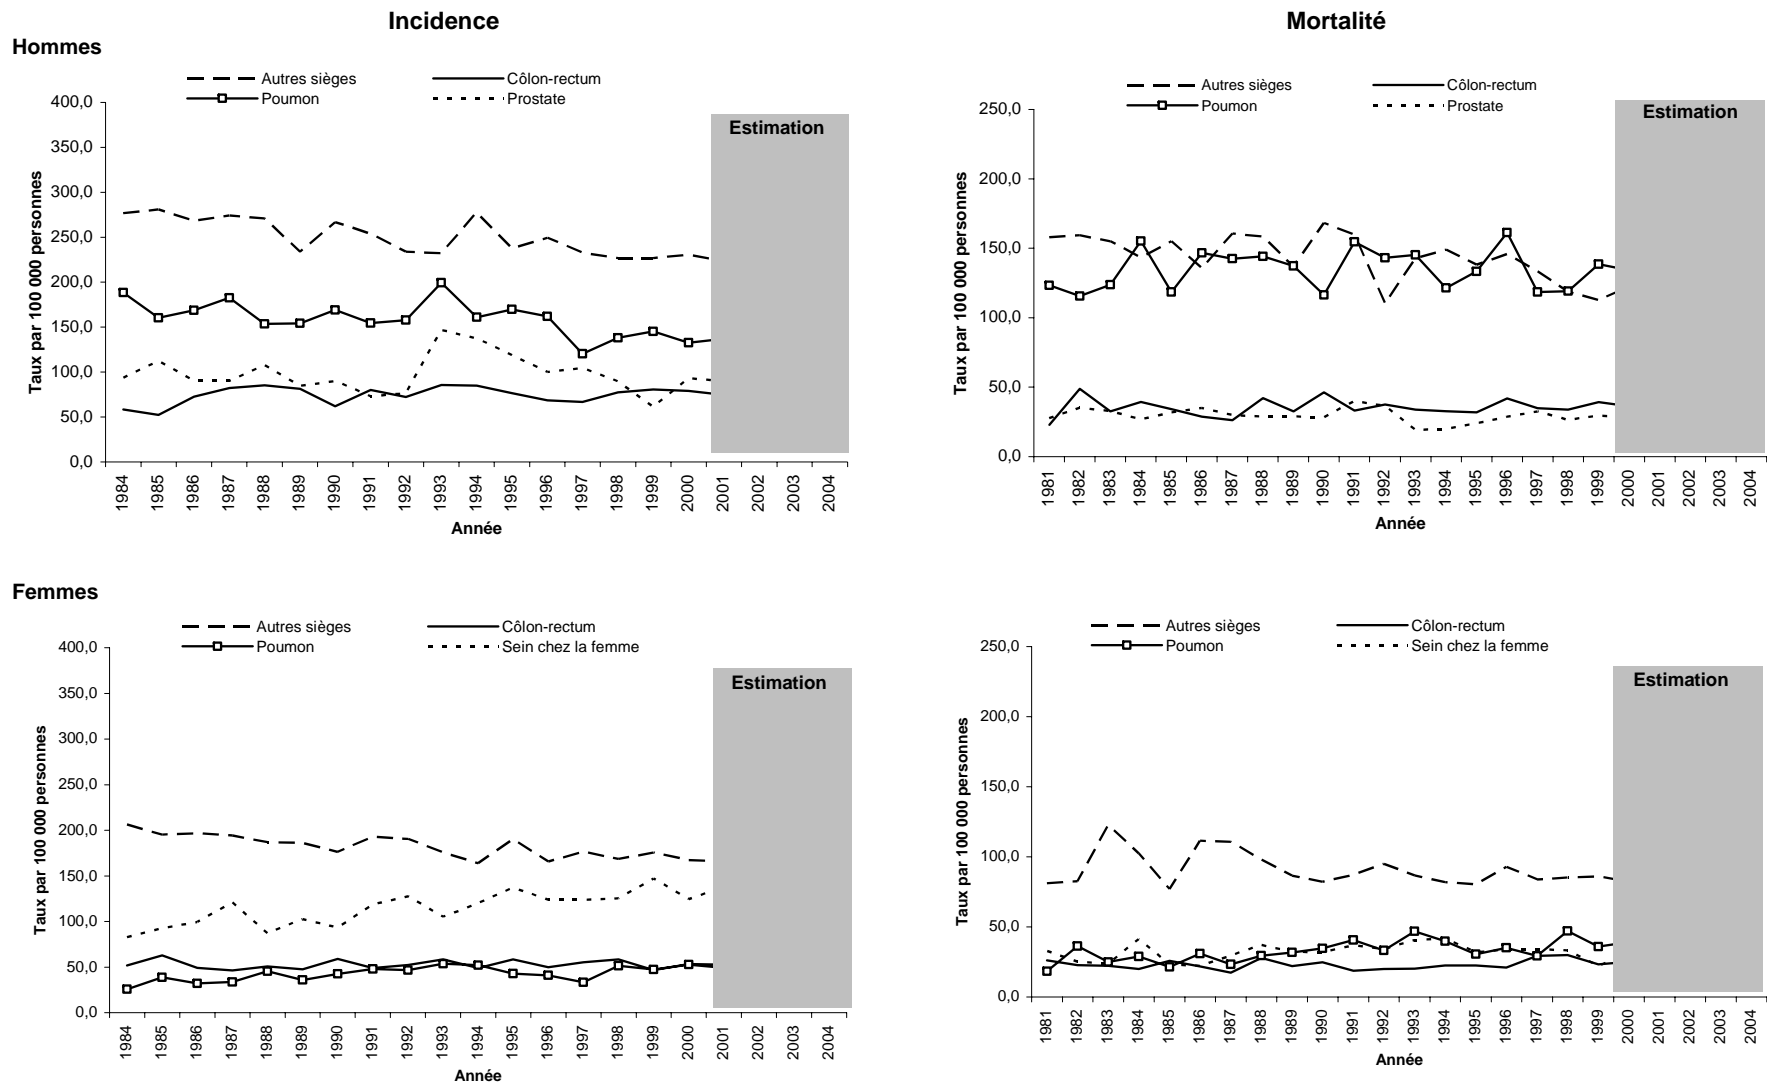 Incidence
Mortalité
Hommes
Autres sièges
Côlon-rectum
Poumon
Prostate
Estimation
Taux par 100 000 personnes
400,0
350,0
300,0
250,0
200,0
150,0
100,0
50,0
0,0
1984 1985 1986 1987 1988 1989 1990 1991 1992 1993 1994 1995 1996 1997 1998 1999 2000 2001 2002 2003 2004
Année
Autres sièges
Côlon-rectum
Poumon
Prostate
Estimation
Taux par 100 000 personnes
250,0
200,0
150,0
100,0
50,0
0,0
1981 1982 1983 1984 1985 1986 1987 1988 1989 1990 1991 1992 1993 1994 1995 1996 1997 1998 1999 2000 2001 2002 2003 2004
Année
Femmes
Autres sièges
Côlon-rectum
Poumon
Sein chez la femme
Estimation
Taux par 100 000 personnes
400,0
350,0
300,0
250,0
200,0
150,0
100,0
50,0
0,0
1984 1985 1986 1987 1988 1989 1990 1991 1992 1993 1994 1995 1996 1997 1998 1999 2000 2001 2002 2003 2004
Année
Autres sièges
Côlon-rectum
Poumon
Sein chez la femme
Estimation
Taux par 100 000 personnes
250,0
200,0
150,0
100,0
50,0
0,0
1981 1982 1983 1984 1985 1986 1987 1988 1989 1990 1991 1992 1993 1994 1995 1996 1997 1998 1999 2000 2001 2002 2003 2004
Année